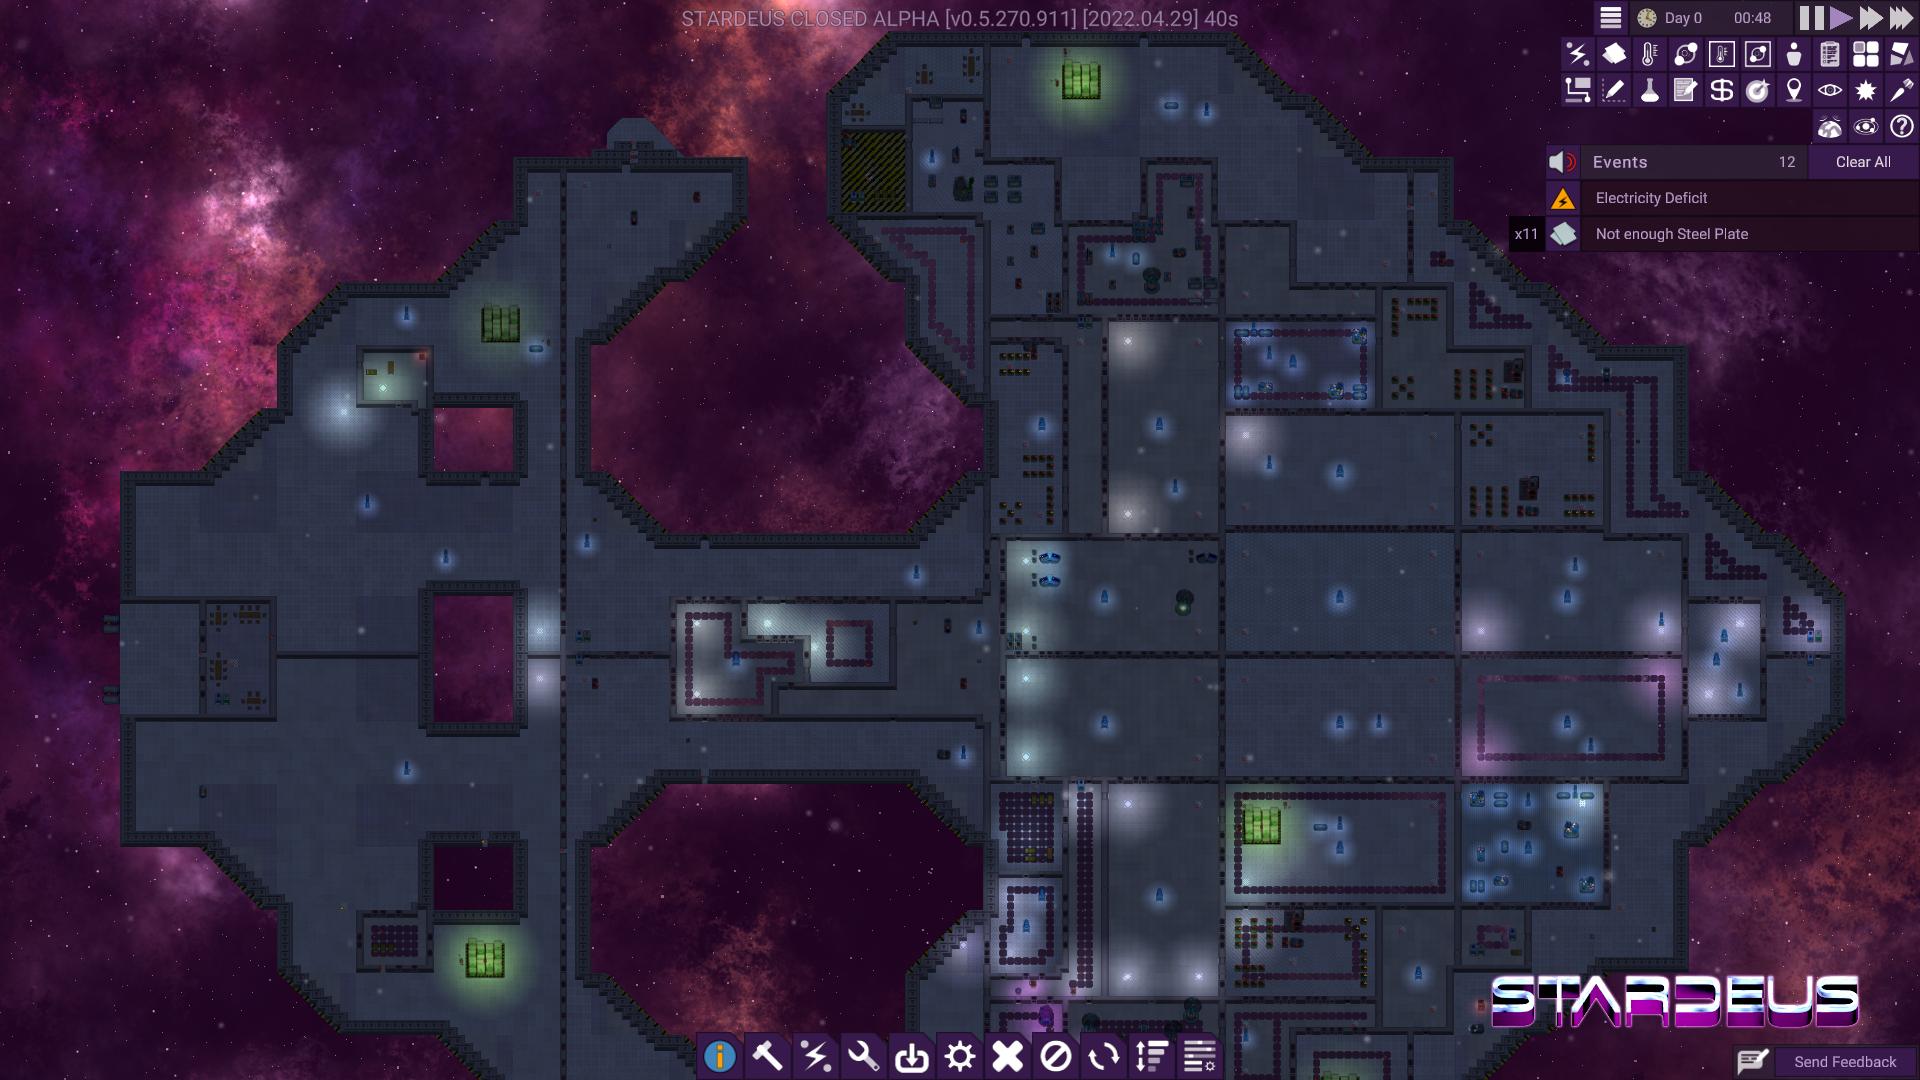 STARDEUS CLOSED ALPHA [v0.5.270.911] [2022.04.29] 40s
Day 0 00:48
Events 12 Clear All
Electricity Deficit
x11 Not enough Steel Plate
STARDEUS
Send Feedback